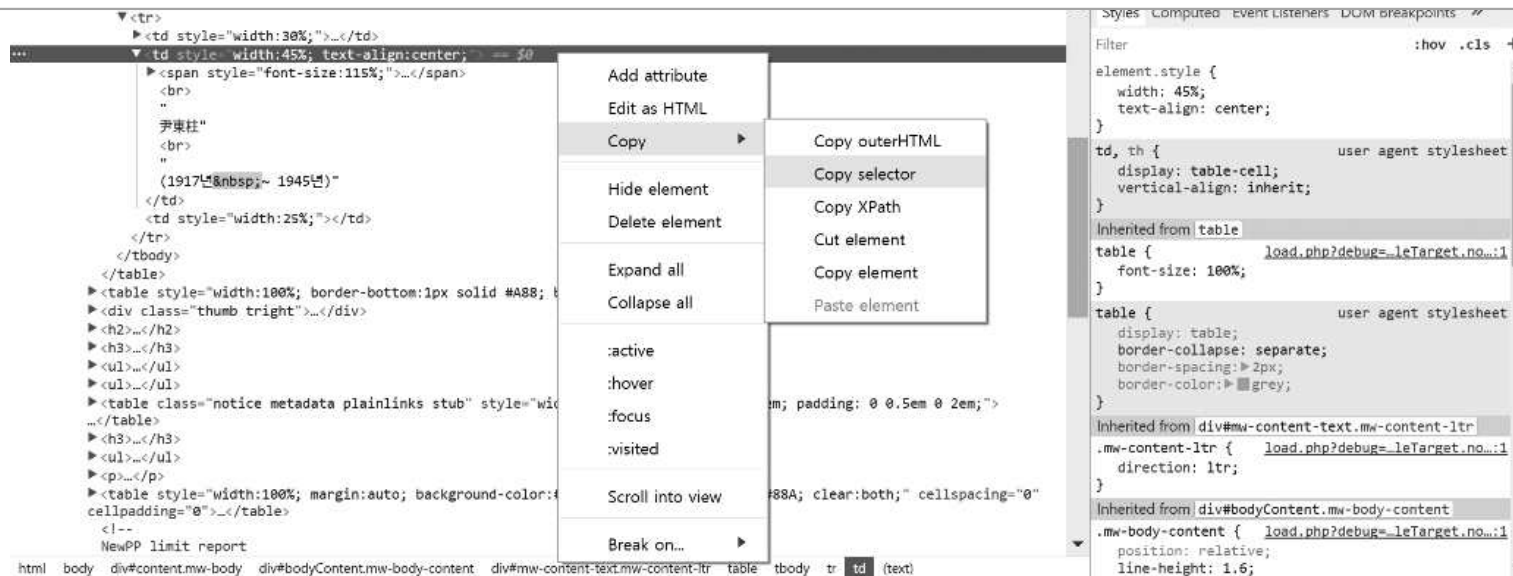 ▼<tr>
▶<td style="width:30%;">…</td>
▼<td style="width:45%; text-align:center;"> == $0
▶<span style="font-size:115%;">…</span>
<br>
"
尹東柱"
<br>
"
(1917년&nbsp;~ 1945년)"
</td>
<td style="width:25%;"></td>
</tr>
</tbody>
</table>
▶<table style="width:100%; border-bottom:1px solid #A88;
▶<div class="thumb tright">…</div>
▶<h2>…</h2>
▶<h3>…</h3>
▶<ul>…</ul>
▶<ul>…</ul>
▶<table class="notice metadata plainlinks stub" style="wid em; padding: 0 0.5em 0 2em;">
…</table>
▶<h3>…</h3>
▶<ul>…</ul>
▶<p>…</p>
▶<table style="width:100%; margin:auto; background-color: #88A; clear:both;" cellspacing="0"
cellpadding="0">…</table>
<!--
NewPP limit report
html body div#content.mw-body div#bodyContent.mw-body-content div#mw-content-text.mw-content-ltr table tbody tr td (text)
Add attribute
Edit as HTML
Copy ▶
Hide element
Delete element
Expand all
Collapse all
:active
:hover
:focus
:visited
Scroll into view
Break on... ▶
Copy outerHTML
Copy selector
Copy XPath
Cut element
Copy element
Paste element
Styles Computed Event Listeners DOM Breakpoints »
Filter :hov .cls +
element.style {
width: 45%;
text-align: center;
}
td, th { user agent stylesheet
display: table-cell;
vertical-align: inherit;
}
Inherited from table
table { load.php?debug=…leTarget.no…:1
font-size: 100%;
}
table { user agent stylesheet
display: table;
border-collapse: separate;
border-spacing:▶2px;
border-color:▶grey;
}
Inherited from div#mw-content-text.mw-content-ltr
.mw-content-ltr { load.php?debug=…leTarget.no…:1
direction: ltr;
}
Inherited from div#bodyContent.mw-body-content
.mw-body-content { load.php?debug=…leTarget.no…:1
position: relative;
line-height: 1.6;